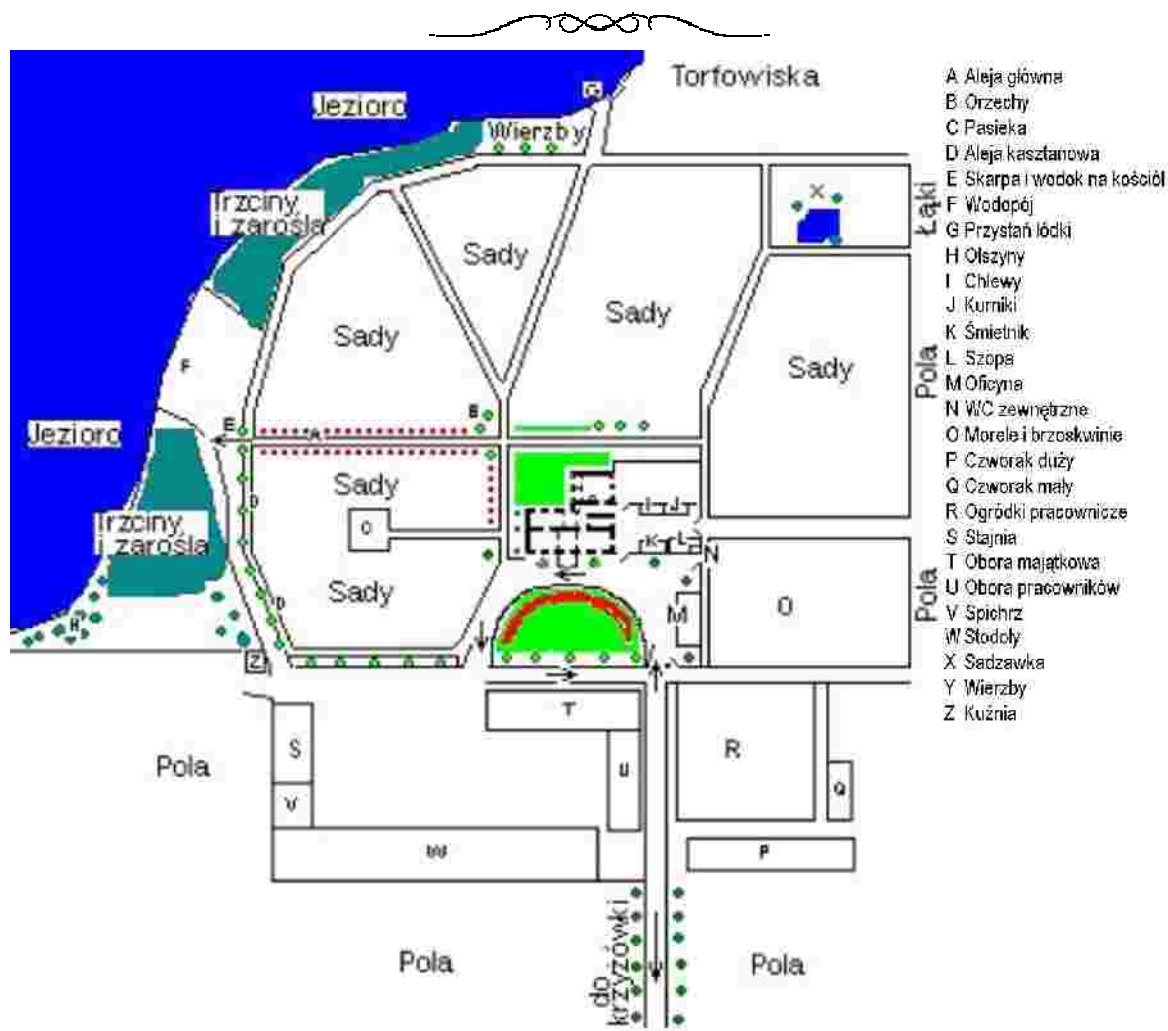 Torfowiska
G
Jezioro
Wierzby
X
Łąki
Trzciny
i zarośla
Sady
Sady
Sady
Sady
Pola
F
E
A
B
Jezioro
Sady
D
C
I J
K L
N
Trzciny
i zarośla
Sady
D
M
O
Pola
H
Z
T
S
U
R
Q
Pola
V
W
P
Pola
do
krzyżówki
Pola
A Aleja główna
B Orzechy
C Pasieka
D Aleja kasztanowa
E Skarpa i wodok na kościół
F Wodopój
G Przystań łódki
H Olszyny
I Chlewy
J Kurniki
K Śmietnik
L Szopa
M Oficyna
N WC zewnętrzne
O Morele i brzoskwinie
P Czworak duży
Q Czworak mały
R Ogródki pracownicze
S Stajnia
T Obora majątkowa
U Obora pracowników
V Spichrz
W Stodoły
X Sadzawka
Y Wierzby
Z Kuźnia